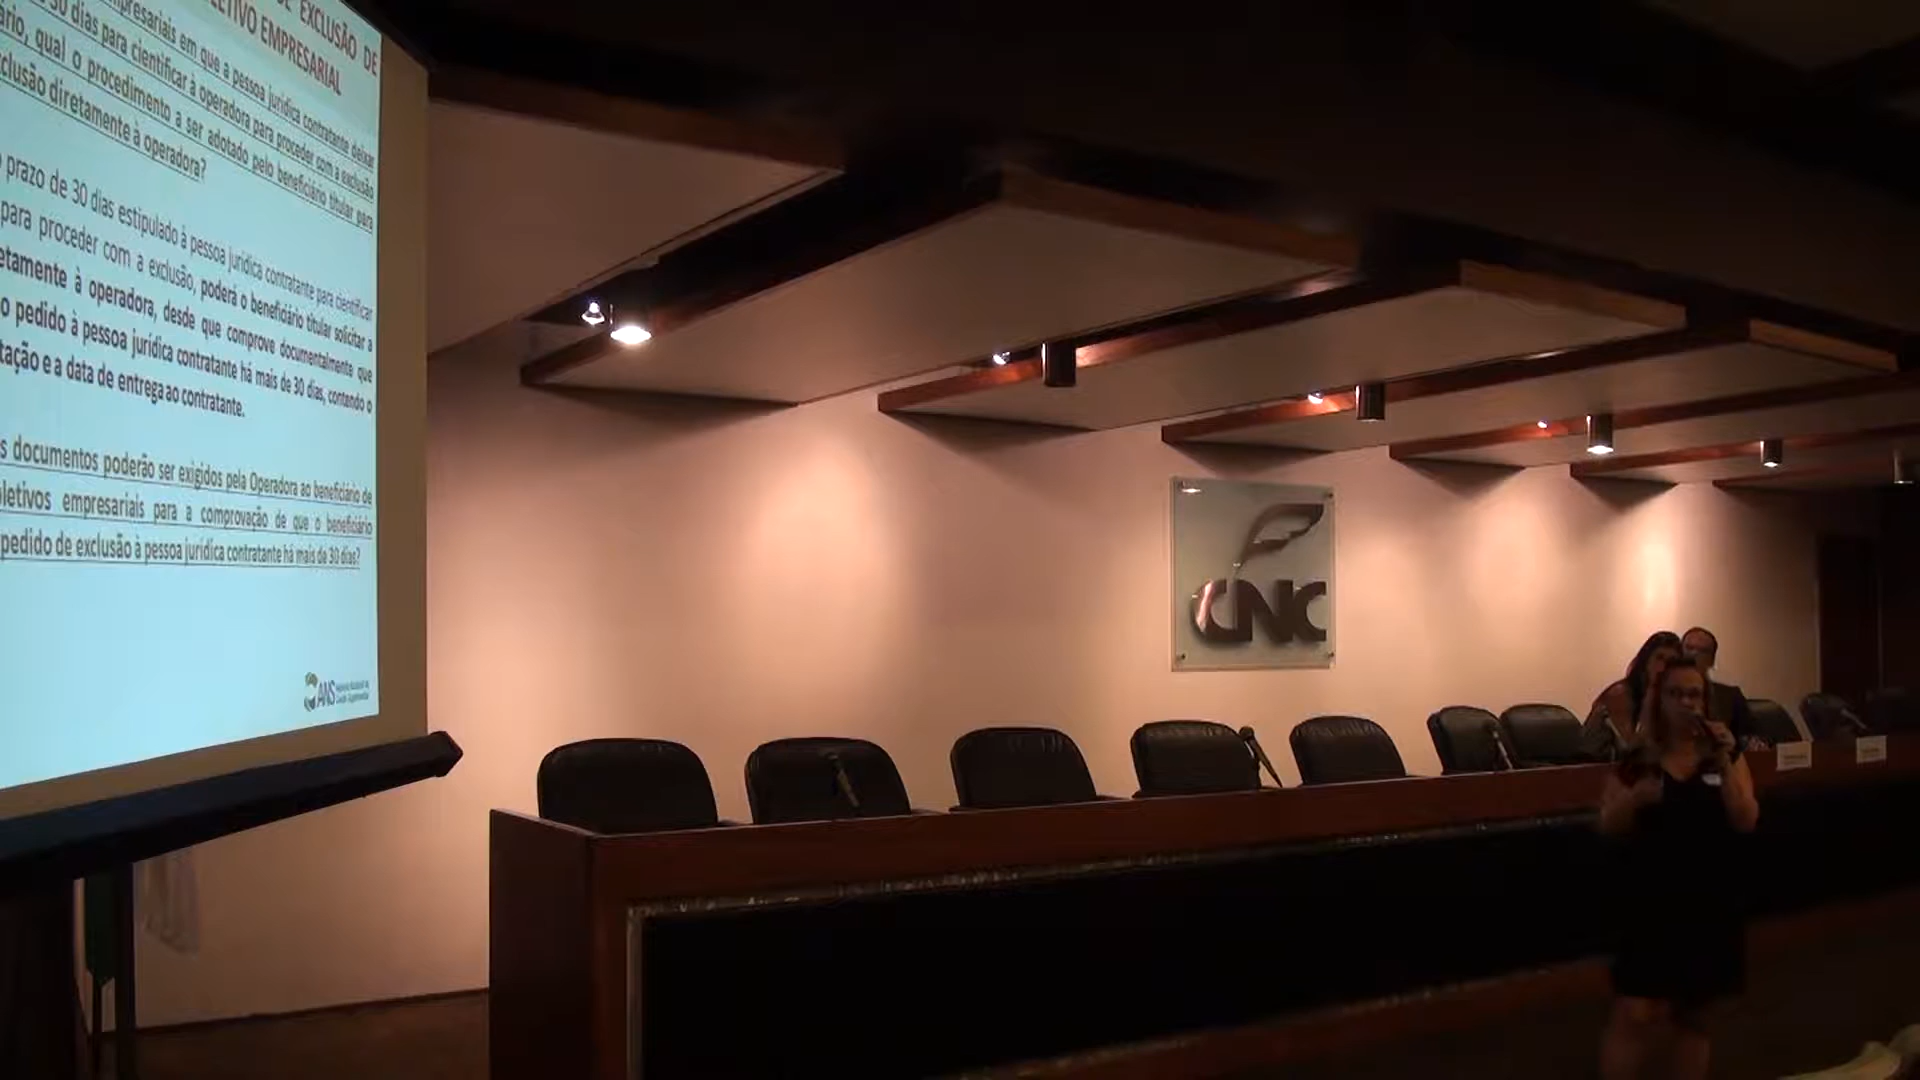 DE EXCLUSÃO DE
LETIVO EMPRESARIAL
empresariais em que a pessoa jurídica contratante deixar
30 dias para cientificar à operadora para proceder com a exclusão
ário, qual o procedimento a ser adotado pelo beneficiário titular para
clusão diretamente à operadora?
prazo de 30 dias estipulado à pessoa jurídica contratante para cientificar
para proceder com a exclusão, poderá o beneficiário titular solicitar a
etamente à operadora, desde que comprove documentalmente que
o pedido à pessoa jurídica contratante há mais de 30 dias, contendo o
tação e a data de entrega ao contratante.
s documentos poderão ser exigidos pela Operadora ao beneficiário de
letivos empresariais para a comprovação de que o beneficiário
pedido de exclusão à pessoa jurídica contratante há mais de 30 dias?
ANS
CNC